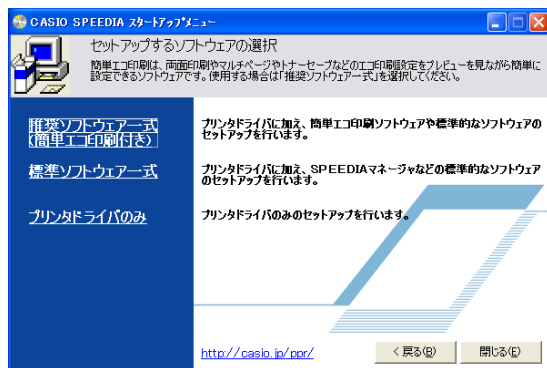 CASIO SPEEDIA スタートアップメニュー
セットアップするソフトウェアの選択
簡単エコ印刷は、両面印刷やマルチページやトナーセーブなどのエコ印刷設定をプレビューを見ながら簡単に
設定できるソフトウェアです。使用する場合は「推奨ソフトウェア一式」を選択してください。
推奨ソフトウェア一式
(簡単エコ印刷付き)
プリンタドライバに加え、簡単エコ印刷ソフトウェアや標準的なソフトウェアの
セットアップを行います。
標準ソフトウェア一式
プリンタドライバに加え、SPEEDIAマネージャなどの標準的なソフトウェア
のセットアップを行います。
プリンタドライバのみ
プリンタドライバのみのセットアップを行います。
http://casio.jp/ppr/
< 戻る(B)
閉じる(E)